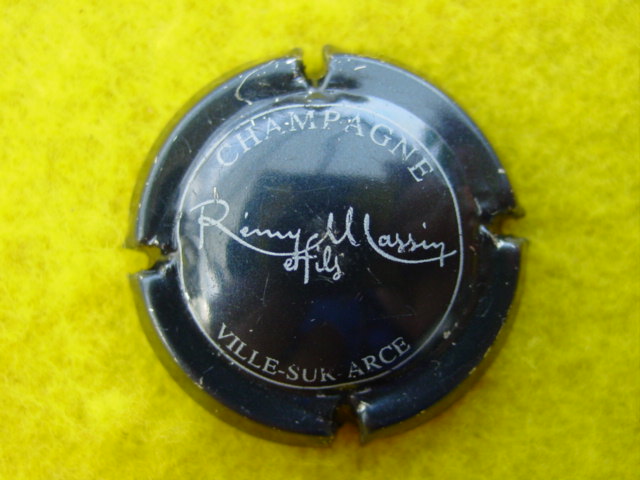 CHAMPAGNE
Rémy Massin
et fils
VILLE-SUR-ARCE